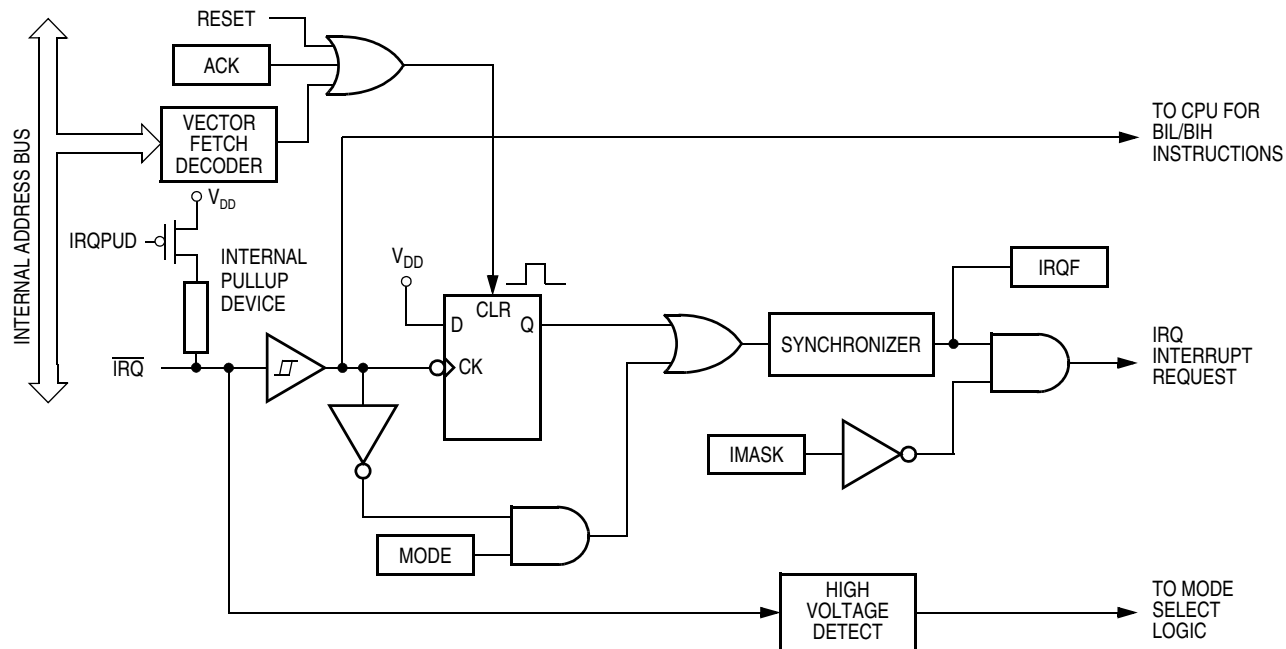 RESET
ACK
VECTOR
FETCH
DECODER
INTERNAL ADDRESS BUS
VDD
IRQPUD
INTERNAL
PULLUP
DEVICE
IRQ
VDD
D
CLR
Q
CK
MODE
SYNCHRONIZER
IRQF
IMASK
HIGH
VOLTAGE
DETECT
TO CPU FOR
BIL/BIH
INSTRUCTIONS
IRQ
INTERRUPT
REQUEST
TO MODE
SELECT
LOGIC